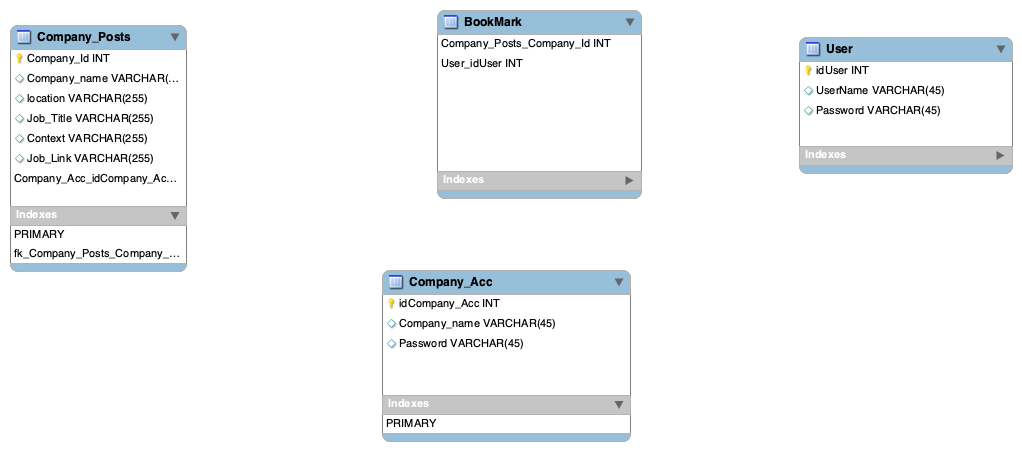 Company_Posts
Company_Id INT
Company_name VARCHAR(...
location VARCHAR(255)
Job_Title VARCHAR(255)
Context VARCHAR(255)
Job_Link VARCHAR(255)
Company_Acc_idCompany_Ac...
Indexes
PRIMARY
fk_Company_Posts_Company_...
BookMark
Company_Posts_Company_Id INT
User_idUser INT
Indexes
User
idUser INT
UserName VARCHAR(45)
Password VARCHAR(45)
Indexes
Company_Acc
idCompany_Acc INT
Company_name VARCHAR(45)
Password VARCHAR(45)
Indexes
PRIMARY